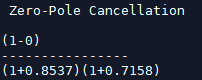 Zero-Pole Cancellation
(1-0)
----------------
(1+0.8537)(1+0.7158)